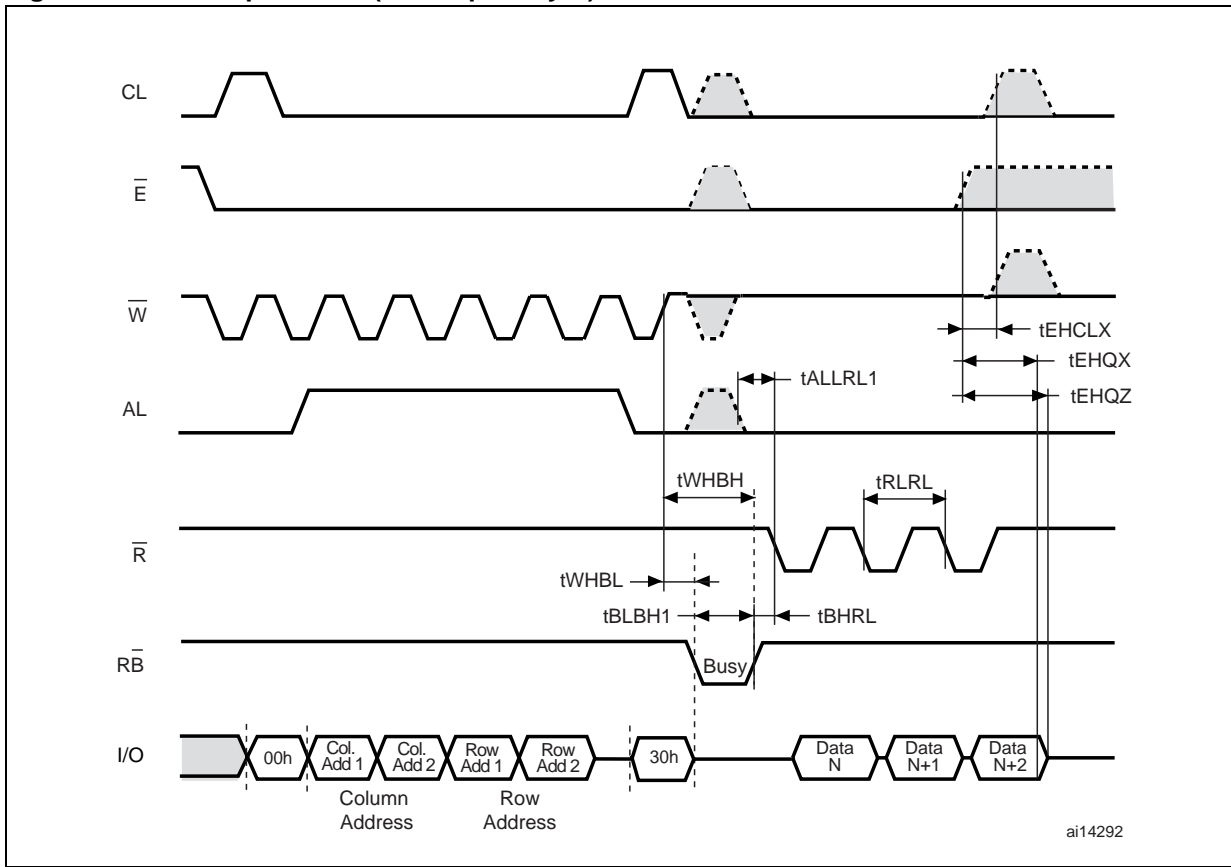 CL
E
W
tEHCLX
tEHQX
tALLRL1
tEHQZ
AL
tWHBH
tRLRL
R
tWHBL
tBLBH1
tBHRL
RB
Busy
I/O
00h
Col. Add 1
Col. Add 2
Row Add 1
Row Add 2
30h
Data N
Data N+1
Data N+2
Column Address
Row Address
ai14292